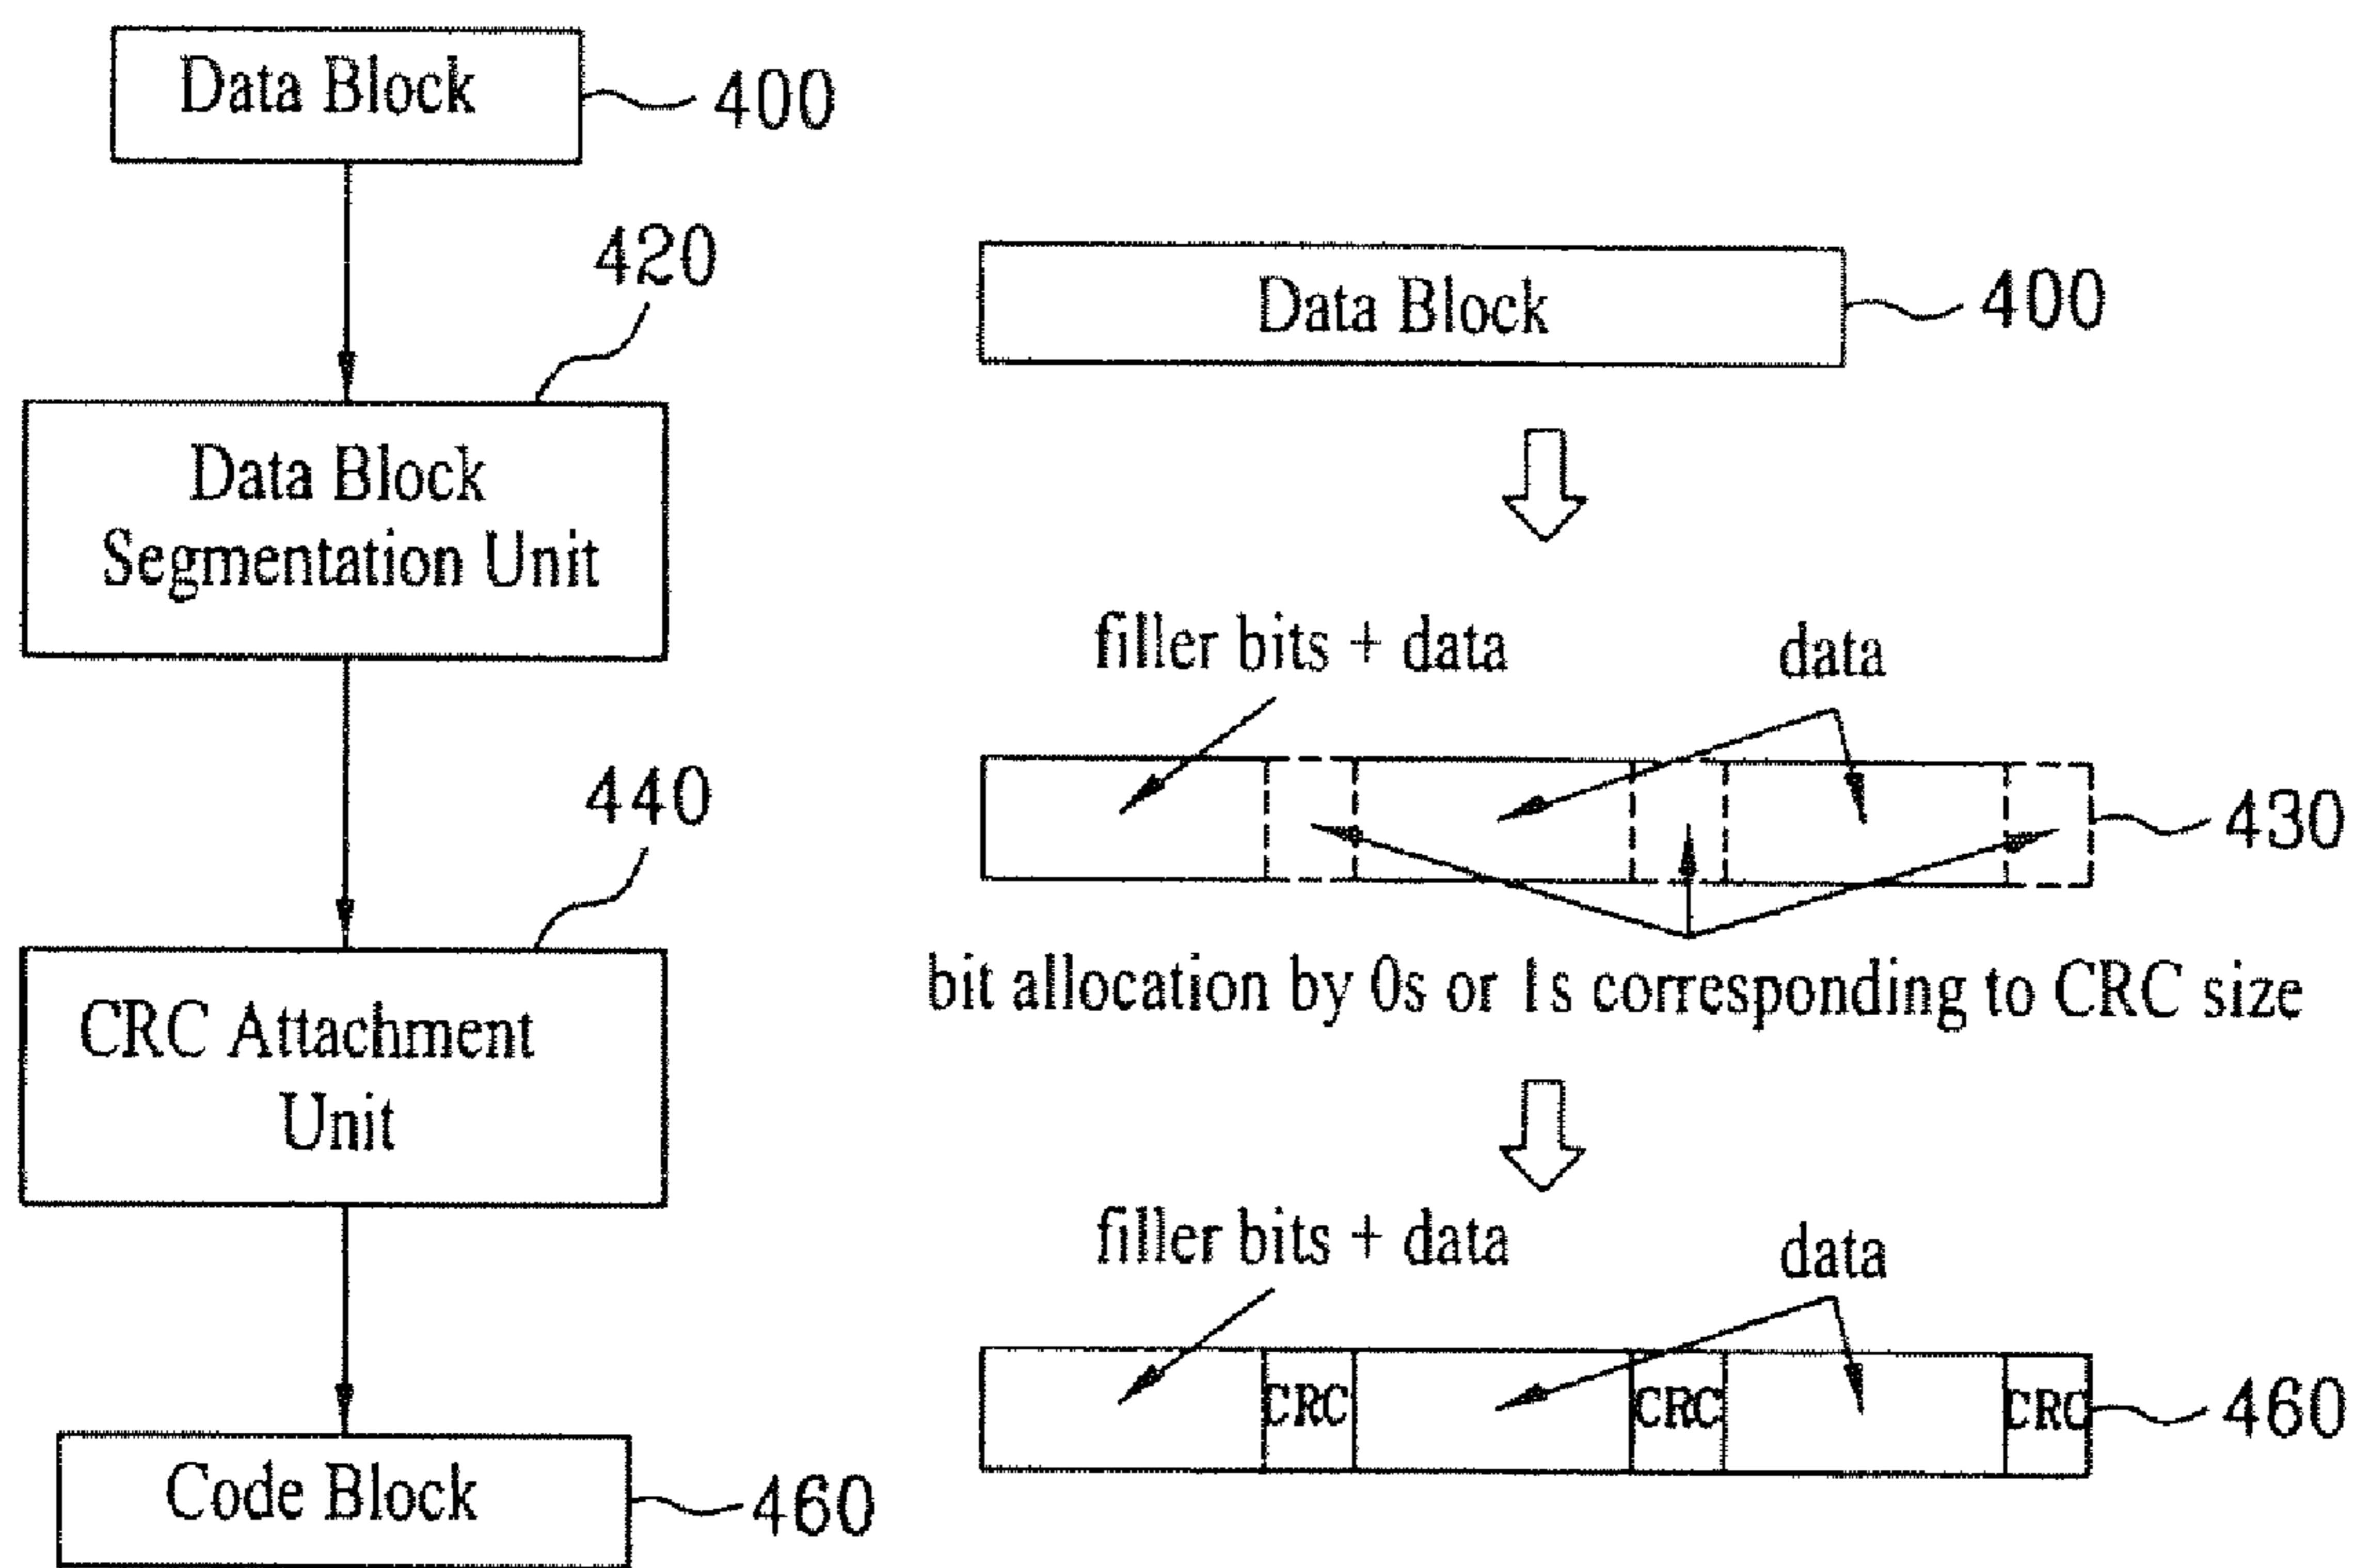 Data Block
400
420
Data Block
Segmentation Unit
440
CRC Attachment
Unit
Code Block
460
Data Block
400
filler bits + data
data
430
bit allocation by 0s or 1s corresponding to CRC size
filler bits + data
data
CRC
CRC
CRC
460